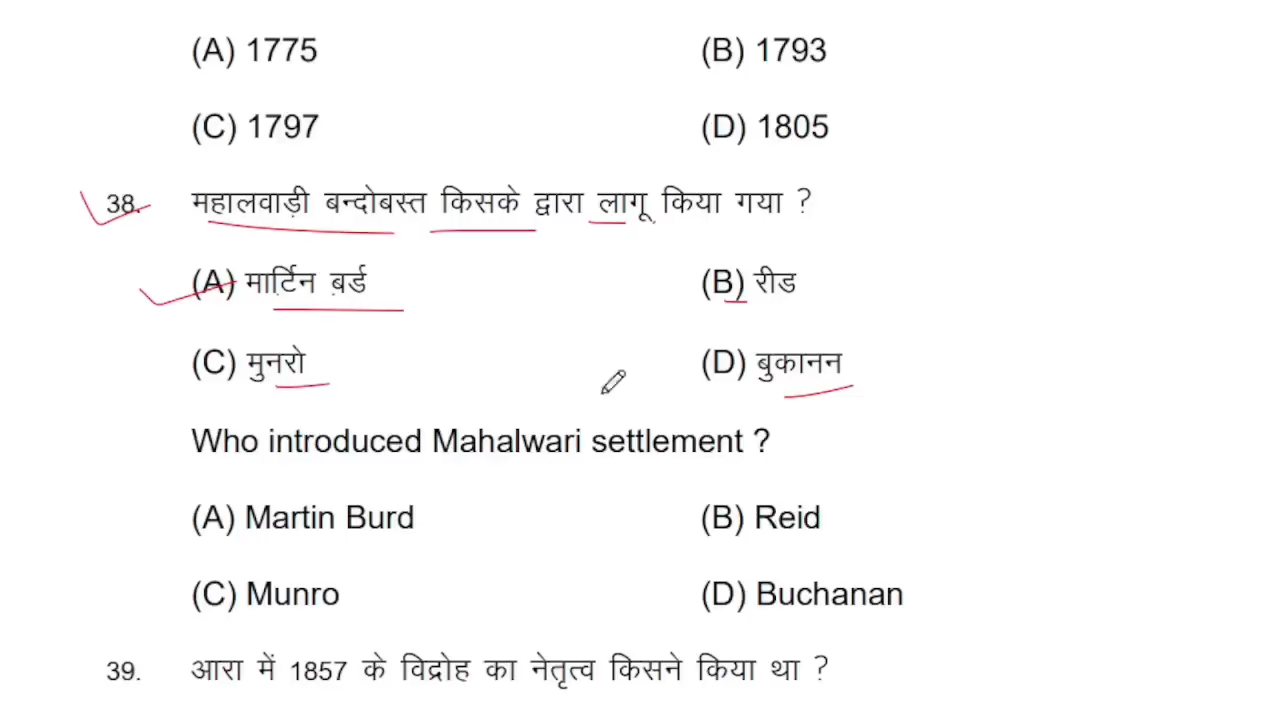 (A) 1775 (B) 1793
(C) 1797 (D) 1805
38. महालवाड़ी बन्दोबस्त किसके द्वारा लागू किया गया ?
(A) मार्टिन बर्ड (B) रीड
(C) मुनरो (D) बुकानन
Who introduced Mahalwari settlement ?
(A) Martin Burd (B) Reid
(C) Munro (D) Buchanan
39. आरा में 1857 के विद्रोह का नेतृत्व किसने किया था ?